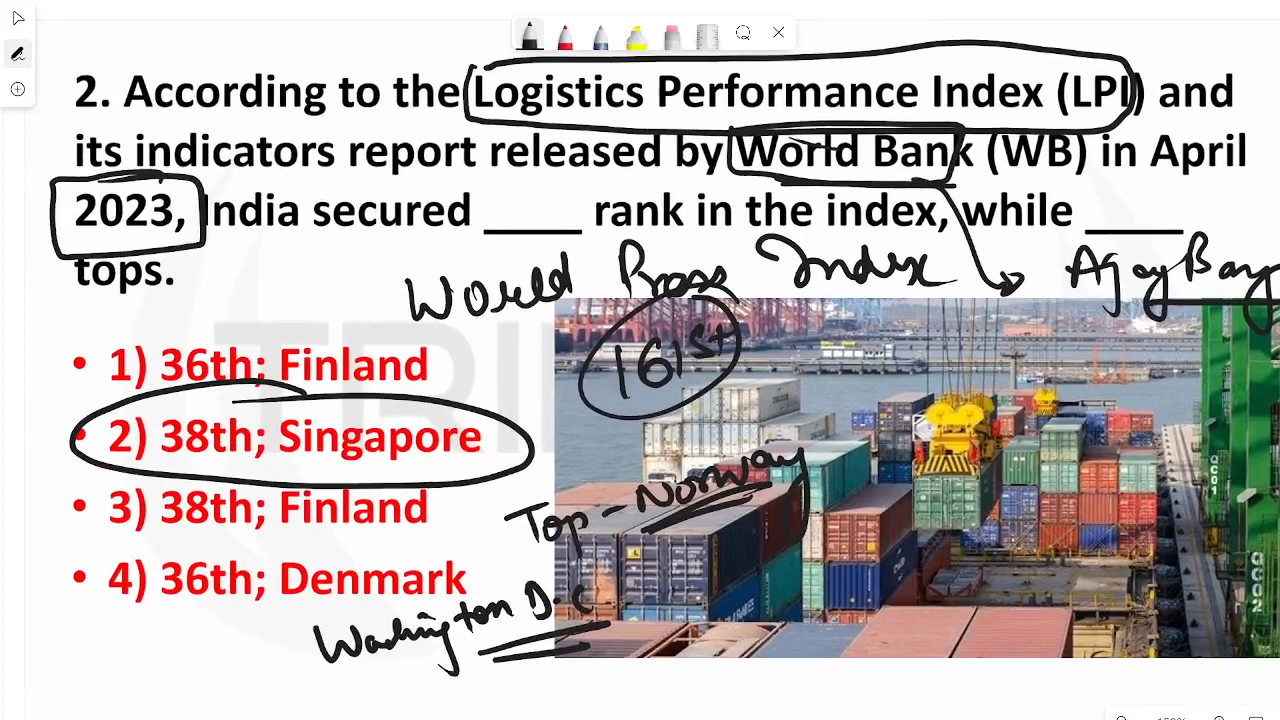 2. According to the Logistics Performance Index (LPI) and
its indicators report released by World Bank (WB) in April
2023, India secured ____ rank in the index, while ____
tops.
World Press Index
Ajay Bang
161st
• 1) 36th; Finland
• 2) 38th; Singapore
• 3) 38th; Finland
• 4) 36th; Denmark
Top-Norway
Washington D.C